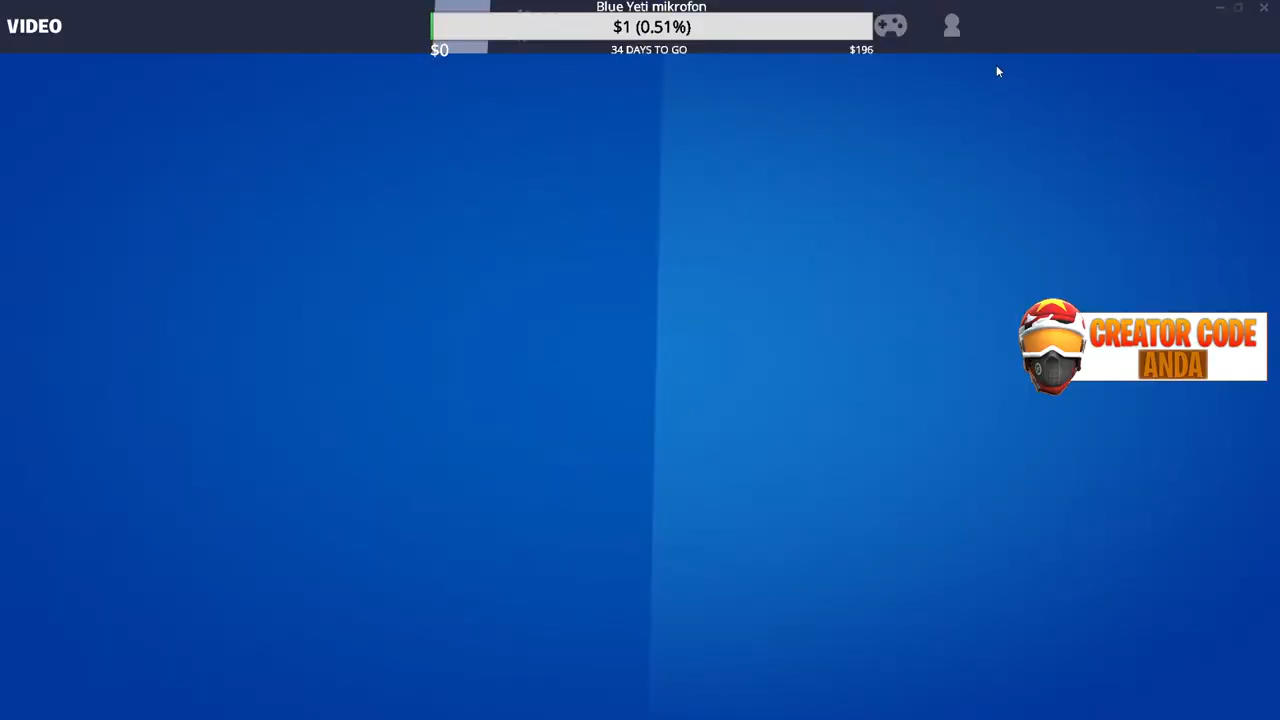 VIDEO
Blue Yeti mikrofon
$1 (0.51%)
$0
34 DAYS TO GO
$196
CREATOR CODE
ANDA